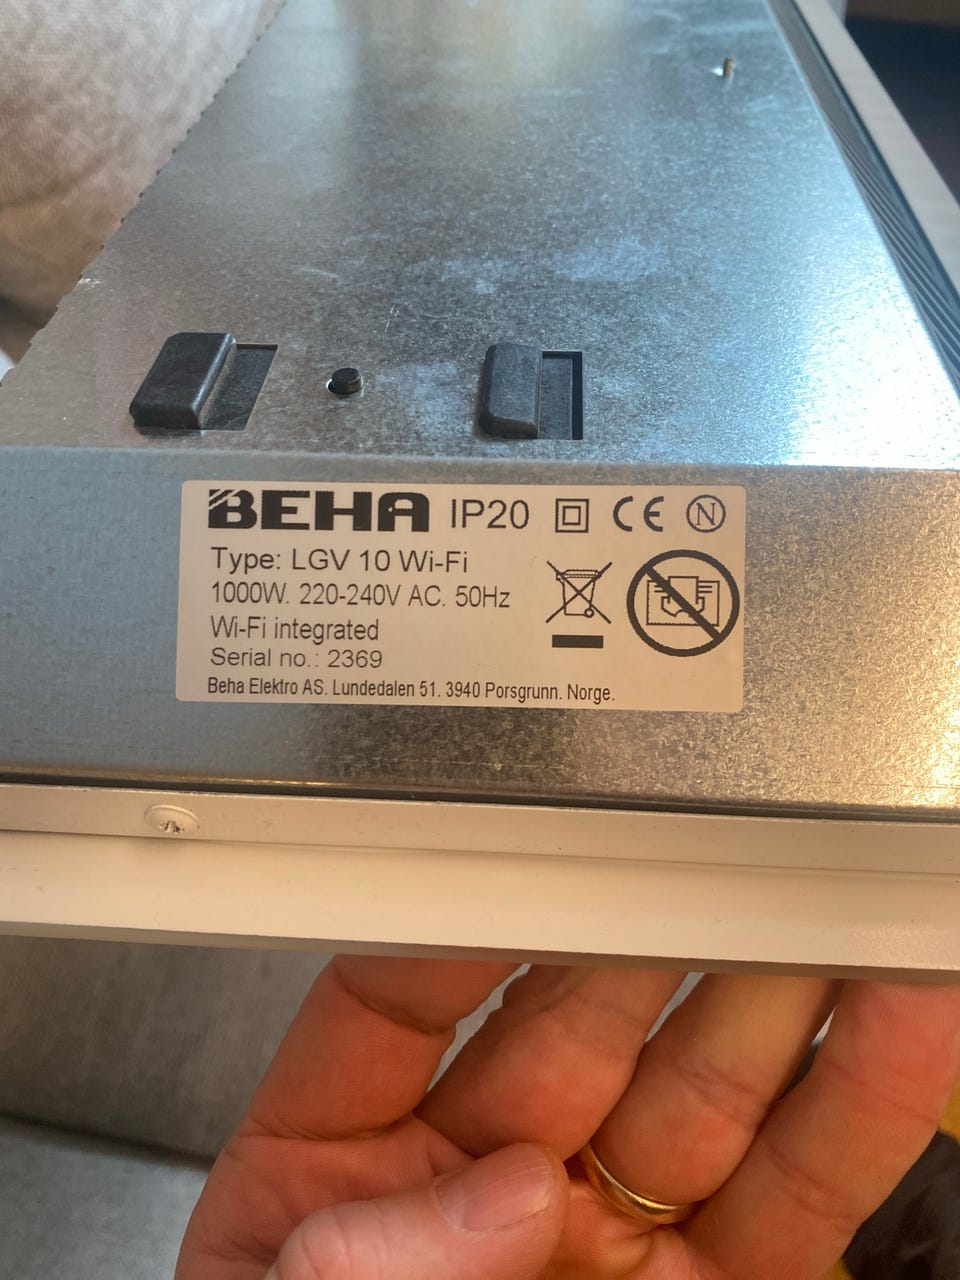 BEHA IP20 CE N
Type: LGV 10 Wi-Fi
1000W. 220-240V AC. 50Hz
Wi-Fi integrated
Serial no.: 2369
Beha Elektro AS. Lundedalen 51. 3940 Porsgrunn. Norge.